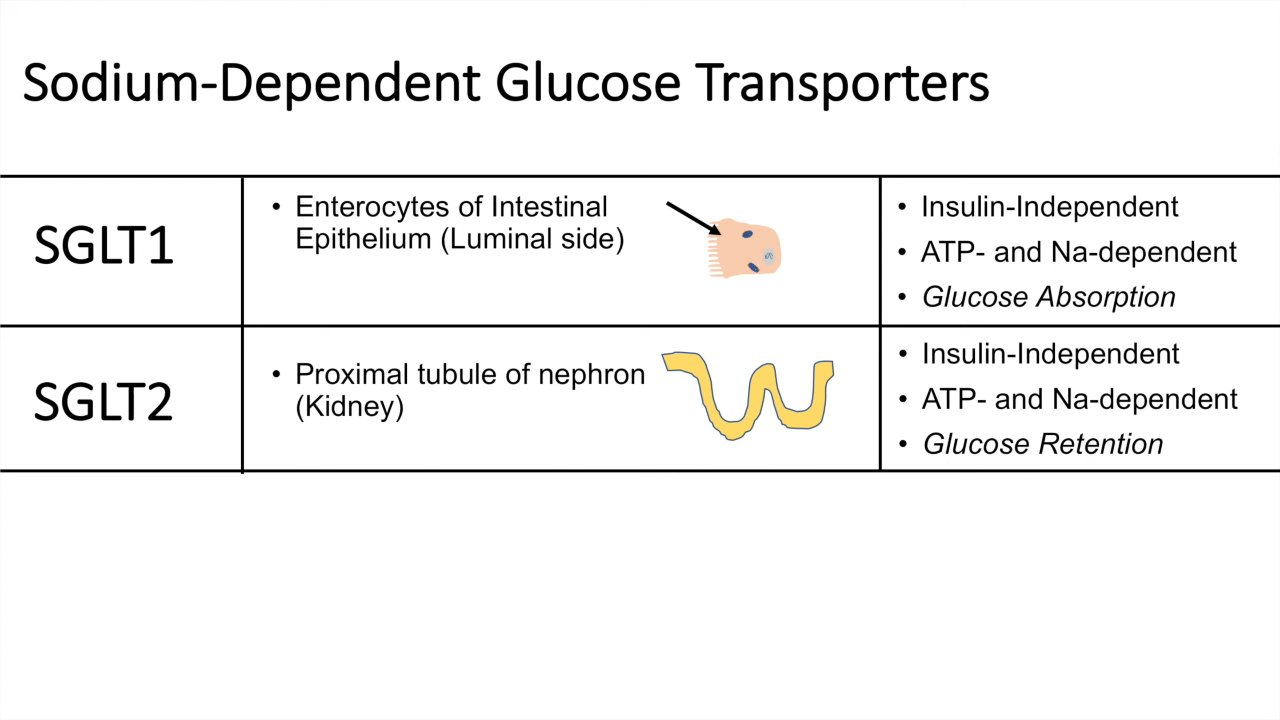 Sodium-Dependent Glucose Transporters
SGLT1
• Enterocytes of Intestinal
Epithelium (Luminal side)
• Insulin-Independent
• ATP- and Na-dependent
• Glucose Absorption
SGLT2
• Proximal tubule of nephron
(Kidney)
• Insulin-Independent
• ATP- and Na-dependent
• Glucose Retention